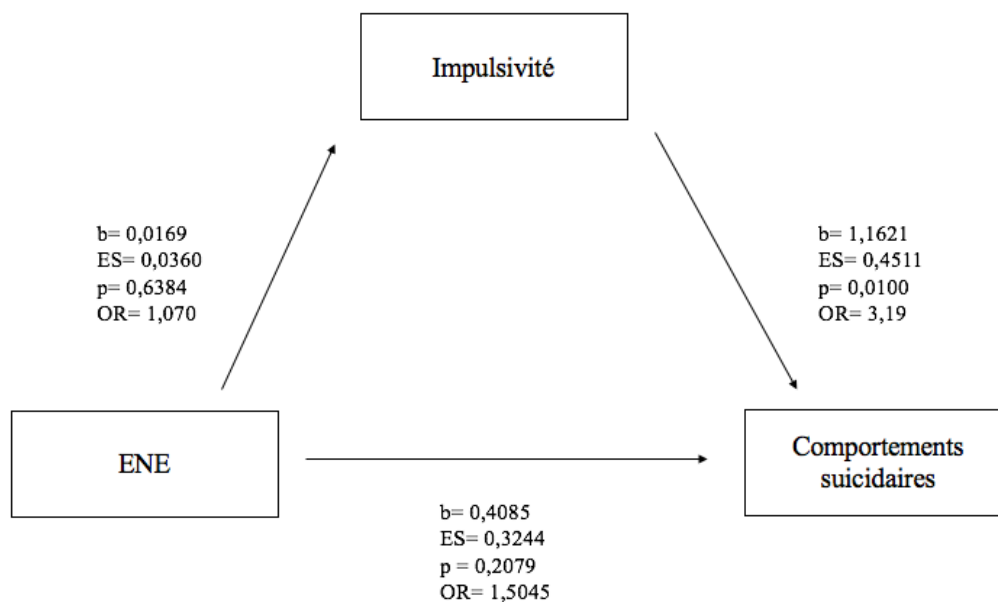 Impulsivité
b= 0,0169
ES= 0,0360
p= 0,6384
OR= 1,070
b= 1,1621
ES= 0,4511
p= 0,0100
OR= 3,19
ENE
Comportements
suicidaires
b= 0,4085
ES= 0,3244
p = 0,2079
OR= 1,5045